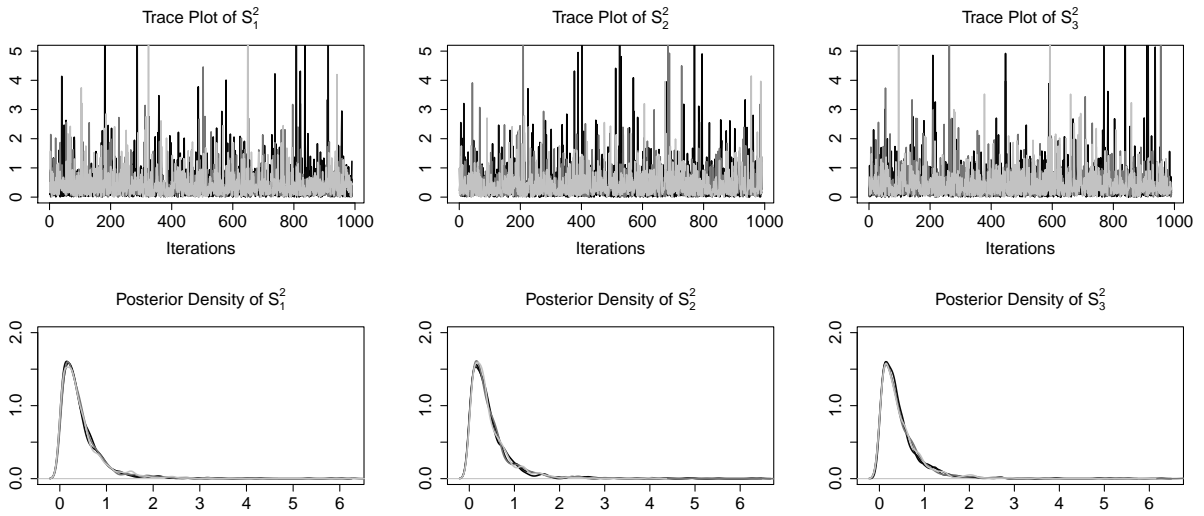 Trace Plot of S₁²
Trace Plot of S₂²
Trace Plot of S₃²
5
4
3
2
1
0
0 200 400 600 800 1000
Iterations
5
4
3
2
1
0
0 200 400 600 800 1000
Iterations
5
4
3
2
1
0
0 200 400 600 800 1000
Iterations
Posterior Density of S₁²
Posterior Density of S₂²
Posterior Density of S₃²
2.0
1.0
0.0
0 1 2 3 4 5 6
2.0
1.0
0.0
0 1 2 3 4 5 6
2.0
1.0
0.0
0 1 2 3 4 5 6